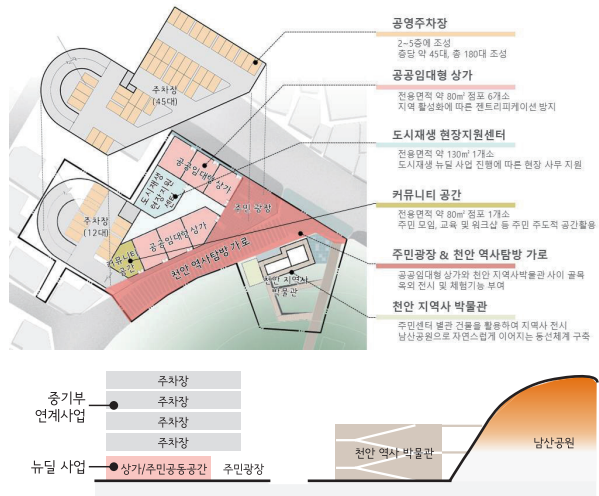 주차장
(45대)
공공임대형 상가
도시재생
현장지원
센터
주민 광장
주차장
(12대)
공공임대형 상가
커뮤니티
공간
천안 역사탐방 가로
천안 지역사
박물관
공영주차장
2~5층에 조성
층당 약 45대, 총 180대 조성
공공임대형 상가
전용면적 약 80㎡ 점포 6개소
지역 활성화에 따른 젠트리피케이션 방지
도시재생 현장지원센터
전용면적 약 130㎡ 1개소
도시재생 뉴딜 사업 진행에 따른 현장 사무 지원
커뮤니티 공간
전용면적 약 80㎡ 점포 1개소
주민 모임, 교육 및 워크샵 등 주민 주도적 공간활용
주민광장 & 천안 역사탐방 가로
공공임대형 상가와 천안 지역사박물관 사이 골목
옥외 전시 및 체험기능 부여
천안 지역사 박물관
주민센터 별관 건물을 활용하여 지역사 전시
남산공원으로 자연스럽게 이어지는 동선체계 구축
중기부
연계사업
주차장
주차장
주차장
주차장
뉴딜 사업
상가/주민공동공간
주민광장
천안 역사 박물관
남산공원